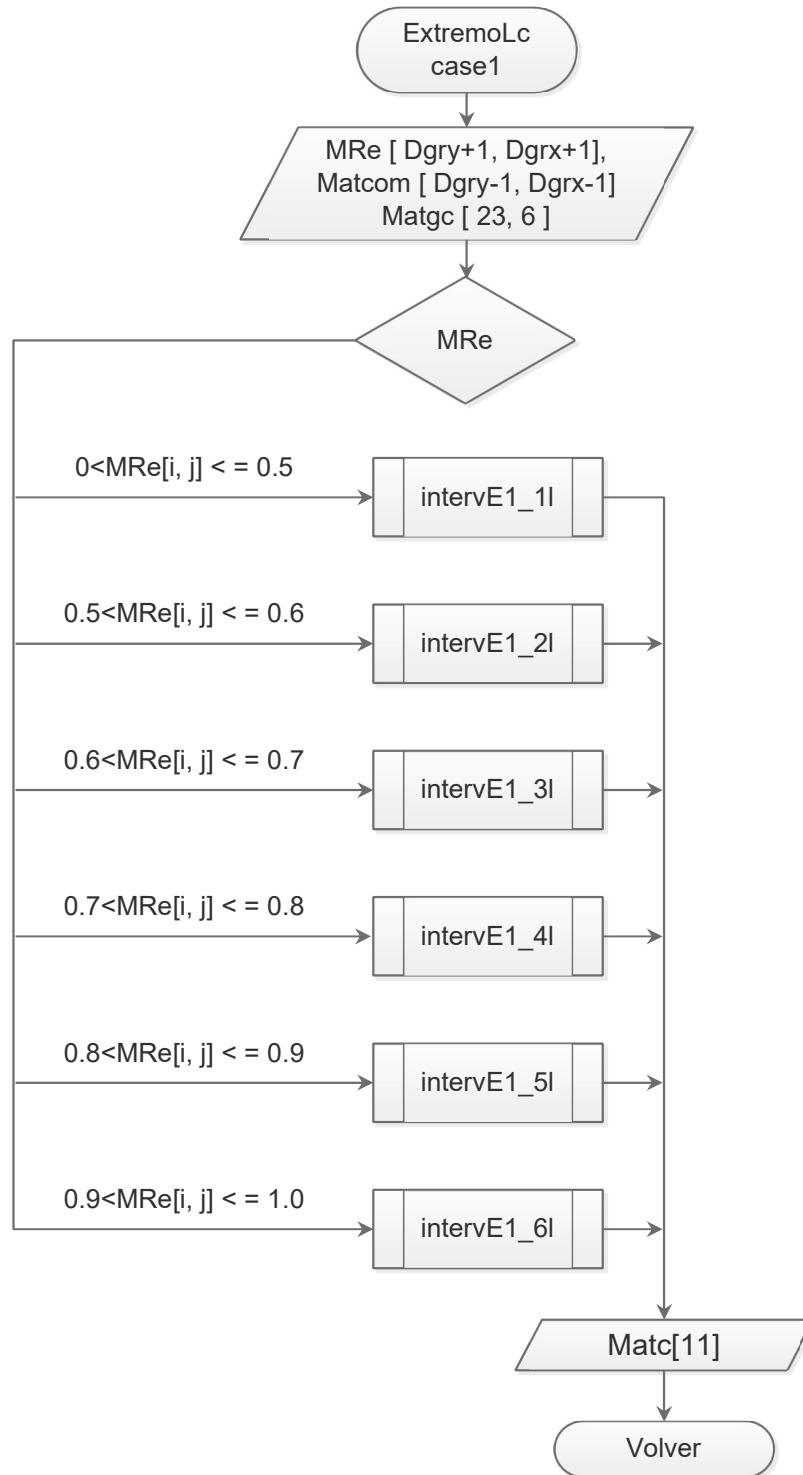 ExtremoLc
case1
MRe [ Dgry+1, Dgrx+1],
Matcom [ Dgry-1, Dgrx-1]
Matgc [ 23, 6 ]
MRe
0<MRe[i, j] < = 0.5
intervE1_1l
0.5<MRe[i, j] < = 0.6
intervE1_2l
0.6<MRe[i, j] < = 0.7
intervE1_3l
0.7<MRe[i, j] < = 0.8
intervE1_4l
0.8<MRe[i, j] < = 0.9
intervE1_5l
0.9<MRe[i, j] < = 1.0
intervE1_6l
Matc[11]
Volver